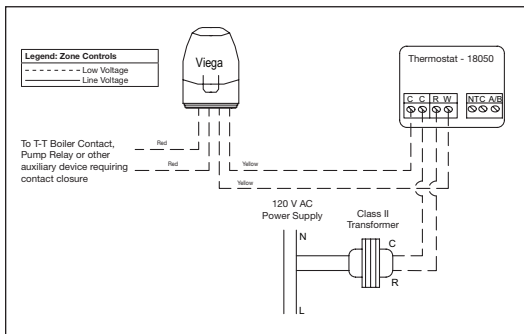 Legend: Zone Controls
Low Voltage
Line Voltage
Viega
Thermostat - 18050
C C R W
NTC A/B
To T-T Boiler Contact,
Pump Relay or other
auxiliary device requiring
contact closure
Red
Red
Yellow
Yellow
120 V AC
Power Supply
Class II
Transformer
N
C
R
L